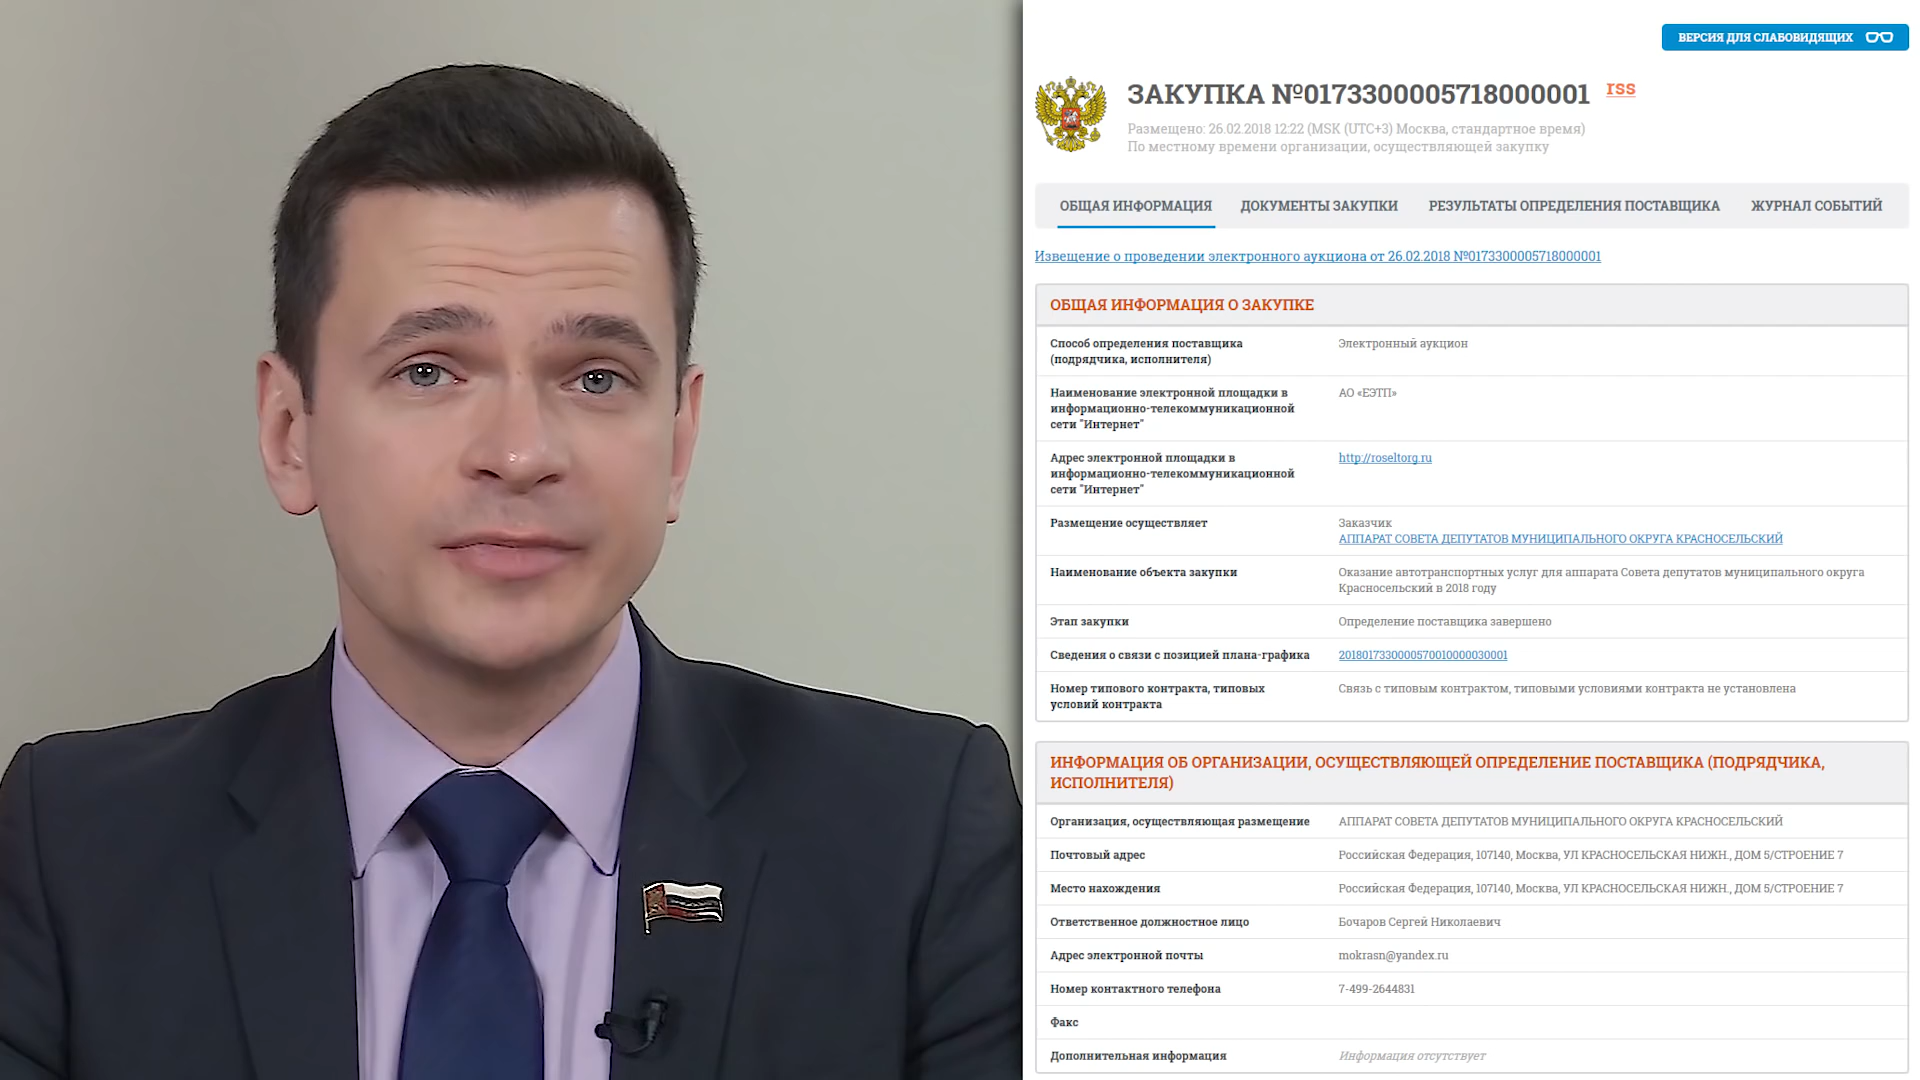 ВЕРСИЯ ДЛЯ СЛАБОВИДЯЩИХ
ЗАКУПКА №0173300005718000001 rss
Размещено: 26.02.2018 12:22 (MSK (UTC+3) Москва, стандартное время)
По местному времени организации, осуществляющей закупку
ОБЩАЯ ИНФОРМАЦИЯ ДОКУМЕНТЫ ЗАКУПКИ РЕЗУЛЬТАТЫ ОПРЕДЕЛЕНИЯ ПОСТАВЩИКА ЖУРНАЛ СОБЫТИЙ
Извещение о проведении электронного аукциона от 26.02.2018 №0173300005718000001
ОБЩАЯ ИНФОРМАЦИЯ О ЗАКУПКЕ
Способ определения поставщика Электронный аукцион
(подрядчика, исполнителя)
Наименование электронной площадки в АО «ЕЭТП»
информационно-телекоммуникационной
сети "Интернет"
Адрес электронной площадки в http://roseltorg.ru
информационно-телекоммуникационной
сети "Интернет"
Размещение осуществляет Заказчик
АППАРАТ СОВЕТА ДЕПУТАТОВ МУНИЦИПАЛЬНОГО ОКРУГА КРАСНОСЕЛЬСКИЙ
Наименование объекта закупки Оказание автотранспортных услуг для аппарата Совета депутатов муниципального округа
Красносельский в 2018 году
Этап закупки Определение поставщика завершено
Сведения о связи с позицией плана-графика 2018017330000570010000030001
Номер типового контракта, типовых Связь с типовым контрактом, типовыми условиями контракта не установлена
условий контракта
ИНФОРМАЦИЯ ОБ ОРГАНИЗАЦИИ, ОСУЩЕСТВЛЯЮЩЕЙ ОПРЕДЕЛЕНИЕ ПОСТАВЩИКА (ПОДРЯДЧИКА,
ИСПОЛНИТЕЛЯ)
Организация, осуществляющая размещение АППАРАТ СОВЕТА ДЕПУТАТОВ МУНИЦИПАЛЬНОГО ОКРУГА КРАСНОСЕЛЬСКИЙ
Почтовый адрес Российская Федерация, 107140, Москва, УЛ КРАСНОСЕЛЬСКАЯ НИЖН., ДОМ 5/СТРОЕНИЕ 7
Место нахождения Российская Федерация, 107140, Москва, УЛ КРАСНОСЕЛЬСКАЯ НИЖН., ДОМ 5/СТРОЕНИЕ 7
Ответственное должностное лицо Бочаров Сергей Николаевич
Адрес электронной почты mokrasn@yandex.ru
Номер контактного телефона 7-499-2644831
Факс
Дополнительная информация Информация отсутствует